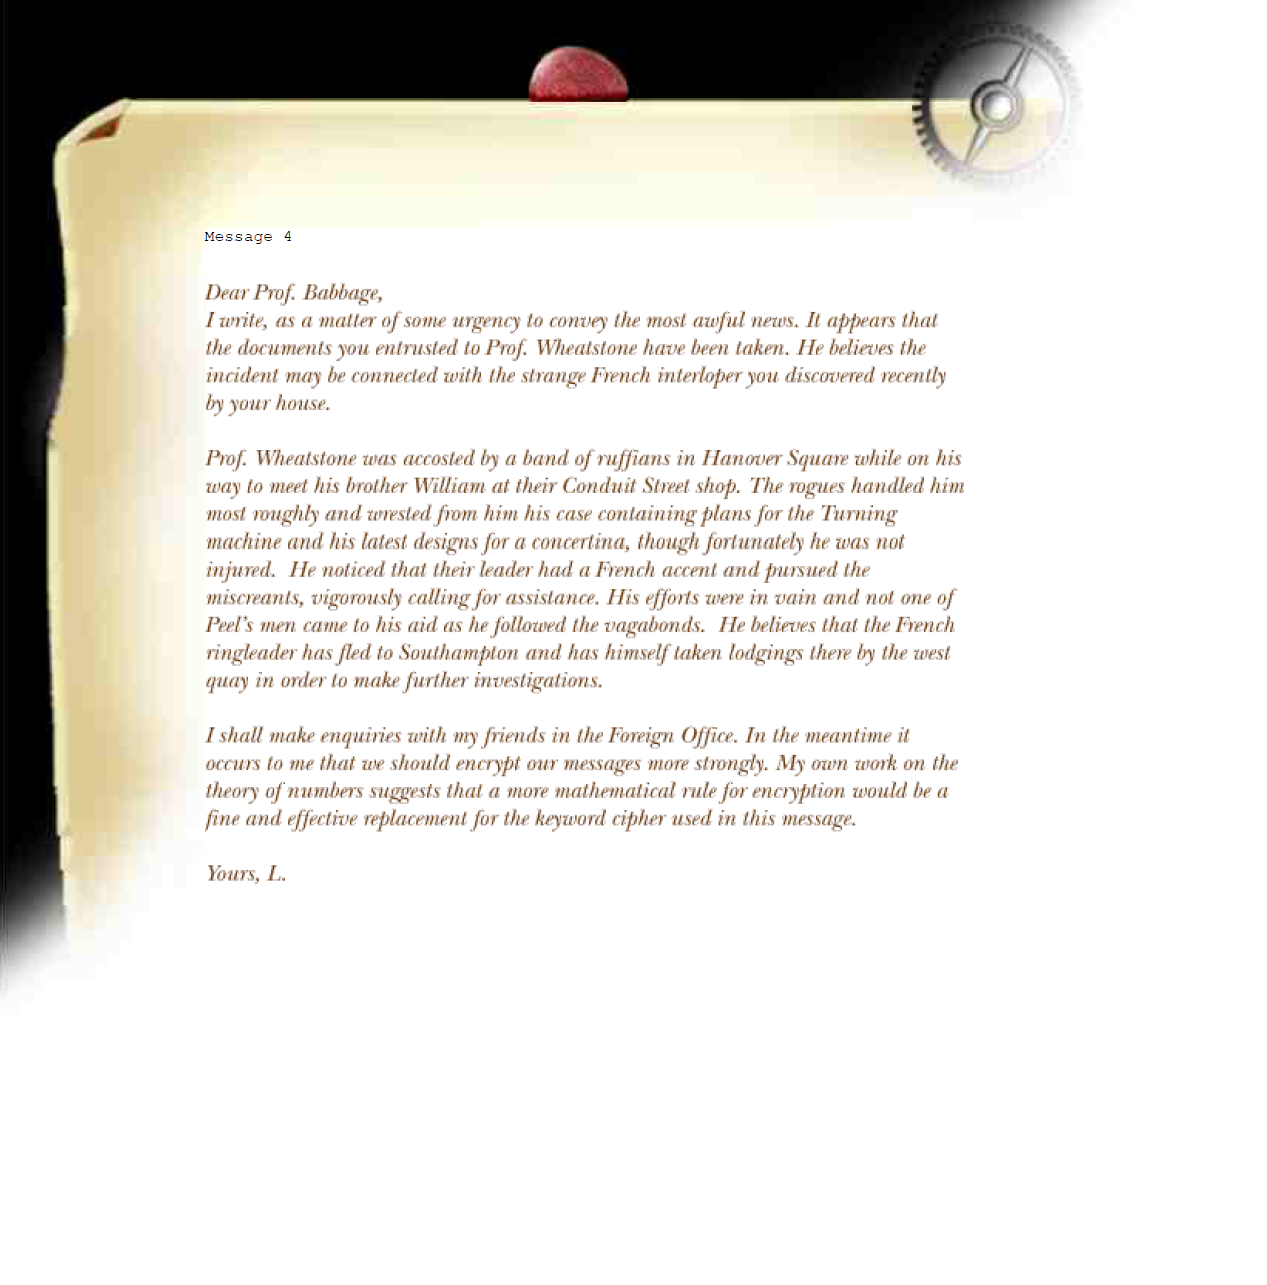 Message 4
Dear Prof. Babbage,
I write, as a matter of some urgency to convey the most awful news. It appears that
the documents you entrusted to Prof. Wheatstone have been taken. He believes the
incident may be connected with the strange French interloper you discovered recently
by your house.
Prof. Wheatstone was accosted by a band of ruffians in Hanover Square while on his
way to meet his brother William at their Conduit Street shop. The rogues handled him
most roughly and wrested from him his case containing plans for the Turning
machine and his latest designs for a concertina, though fortunately he was not
injured.  He noticed that their leader had a French accent and pursued the
miscreants, vigorously calling for assistance. His efforts were in vain and not one of
Peel's men came to his aid as he followed the vagabonds.  He believes that the French
ringleader has fled to Southampton and has himself taken lodgings there by the west
quay in order to make further investigations.
I shall make enquiries with my friends in the Foreign Office. In the meantime it
occurs to me that we should encrypt our messages more strongly. My own work on the
theory of numbers suggests that a more mathematical rule for encryption would be a
fine and effective replacement for the keyword cipher used in this message.
Yours, L.